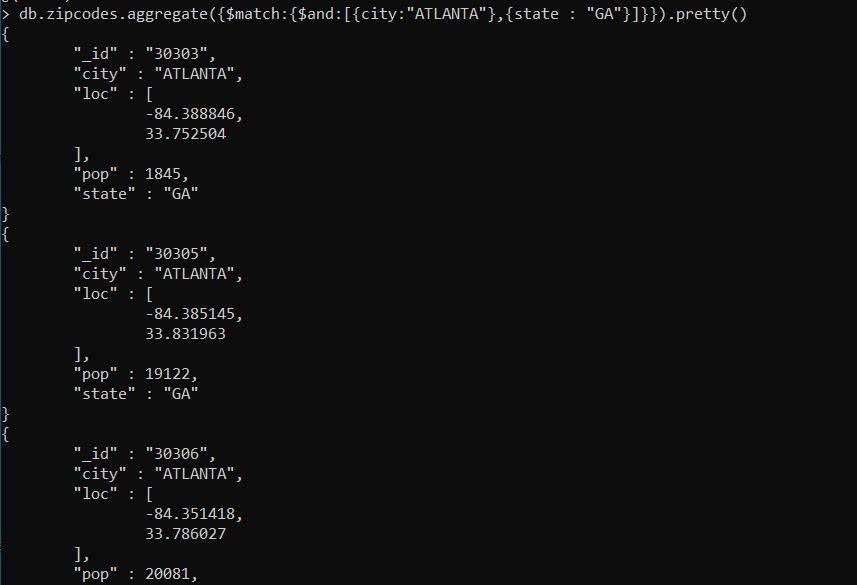 > db.zipcodes.aggregate({$match:{$and:[{city:"ATLANTA"},{state : "GA"}]}}).pretty()
{
        "_id" : "30303",
        "city" : "ATLANTA",
        "loc" : [
                -84.388846,
                33.752504
        ],
        "pop" : 1845,
        "state" : "GA"
}
{
        "_id" : "30305",
        "city" : "ATLANTA",
        "loc" : [
                -84.385145,
                33.831963
        ],
        "pop" : 19122,
        "state" : "GA"
}
{
        "_id" : "30306",
        "city" : "ATLANTA",
        "loc" : [
                -84.351418,
                33.786027
        ],
        "pop" : 20081,